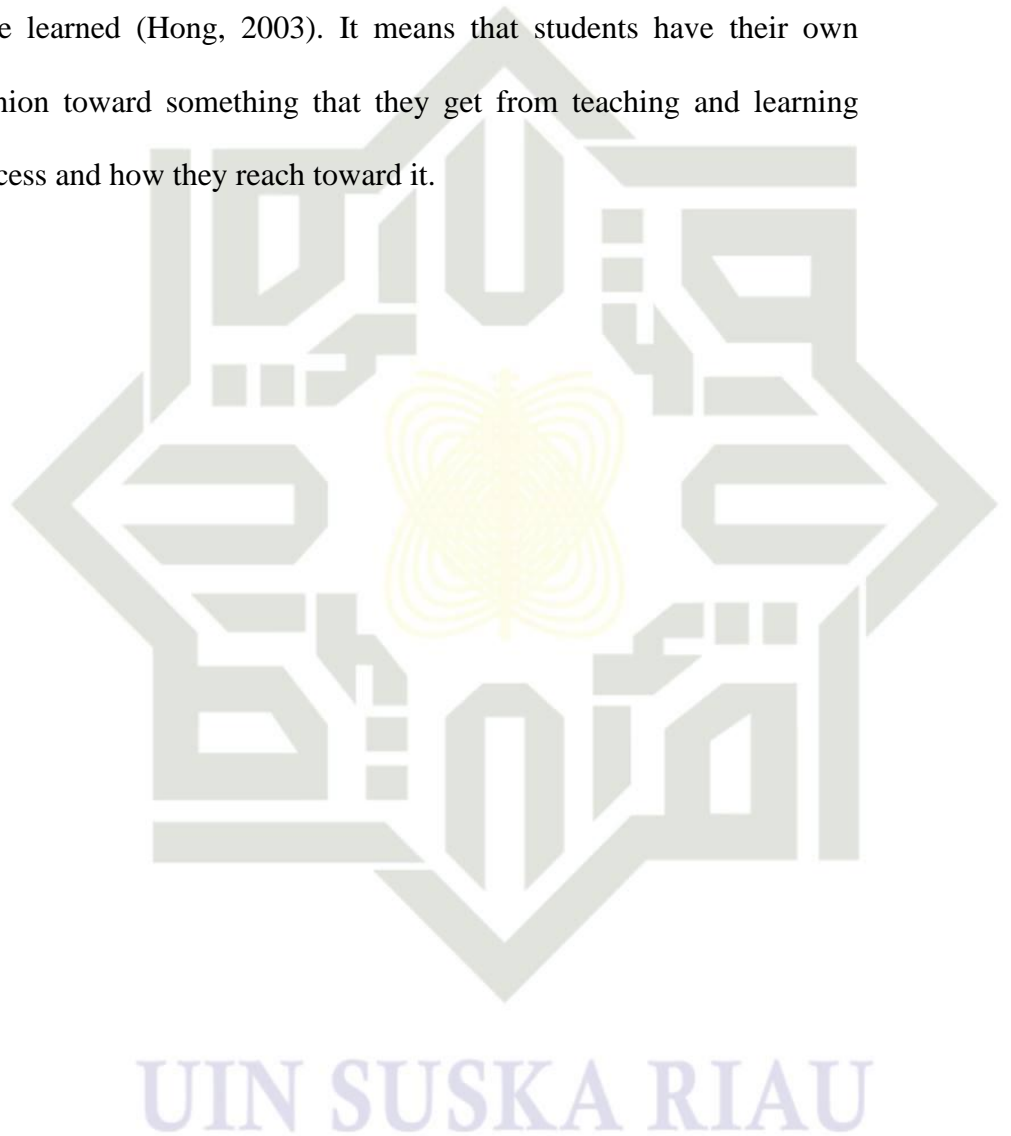 e learned (Hong, 2003). It means that students have their own
nion toward something that they get from teaching and learning
cess and how they reach toward it.
UIN SUSKA RIAU